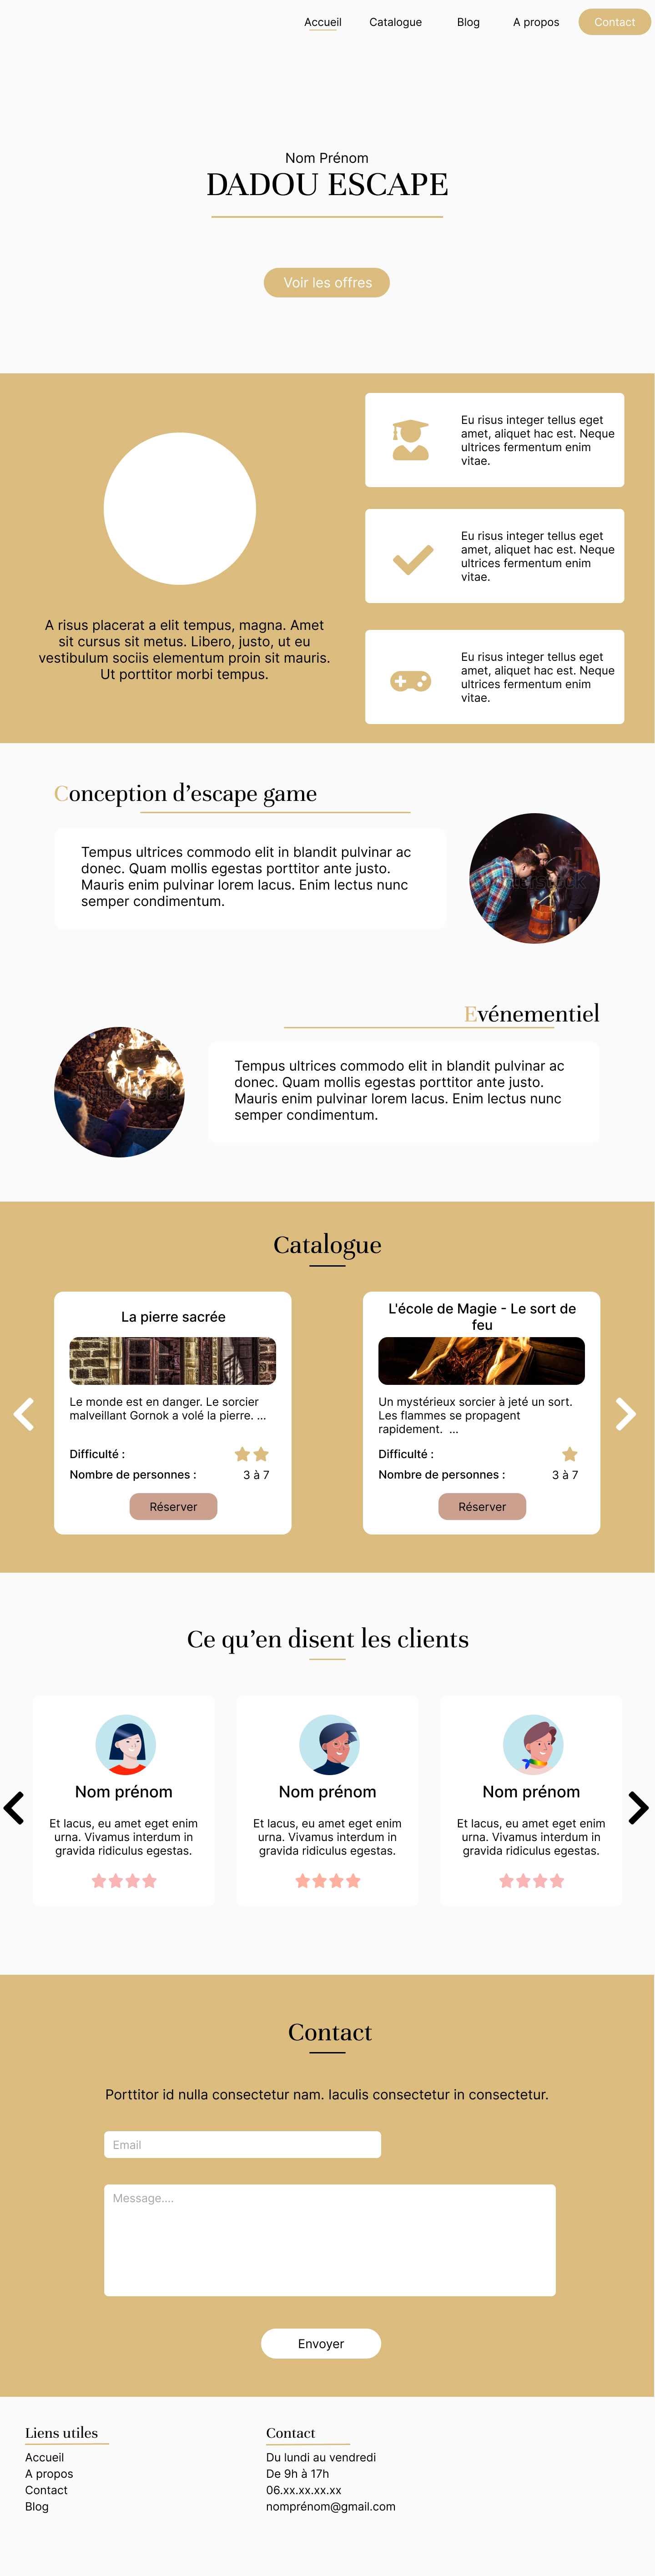 Accueil Catalogue Blog A propos Contact
Nom Prénom
DADOU ESCAPE
Voir les offres
A risus placerat a elit tempus, magna. Amet
sit cursus sit metus. Libero, justo, ut eu
vestibulum sociis elementum proin sit mauris.
Ut porttitor morbi tempus.
Eu risus integer tellus eget
amet, aliquet hac est. Neque
ultrices fermentum enim
vitae.
Eu risus integer tellus eget
amet, aliquet hac est. Neque
ultrices fermentum enim
vitae.
Eu risus integer tellus eget
amet, aliquet hac est. Neque
ultrices fermentum enim
vitae.
Conception d’escape game
Tempus ultrices commodo elit in blandit pulvinar ac
donec. Quam mollis egestas porttitor ante justo.
Mauris enim pulvinar lorem lacus. Enim lectus nunc
semper condimentum.
Evénementiel
Tempus ultrices commodo elit in blandit pulvinar ac
donec. Quam mollis egestas porttitor ante justo.
Mauris enim pulvinar lorem lacus. Enim lectus nunc
semper condimentum.
Catalogue
La pierre sacrée
Le monde est en danger. Le sorcier
malveillant Gornok a volé la pierre. ...
Difficulté :
Nombre de personnes : 3 à 7
Réserver
L'école de Magie - Le sort de
feu
Un mystérieux sorcier à jeté un sort.
Les flammes se propagent
rapidement. ...
Difficulté :
Nombre de personnes : 3 à 7
Réserver
Ce qu’en disent les clients
Nom prénom
Et lacus, eu amet eget enim
urna. Vivamus interdum in
gravida ridiculus egestas.
Nom prénom
Et lacus, eu amet eget enim
urna. Vivamus interdum in
gravida ridiculus egestas.
Nom prénom
Et lacus, eu amet eget enim
urna. Vivamus interdum in
gravida ridiculus egestas.
Contact
Porttitor id nulla consectetur nam. Iaculis consectetur in consectetur.
Email
Message....
Envoyer
Liens utiles
Accueil
A propos
Contact
Blog
Contact
Du lundi au vendredi
De 9h à 17h
06.xx.xx.xx.xx
nomprénom@gmail.com